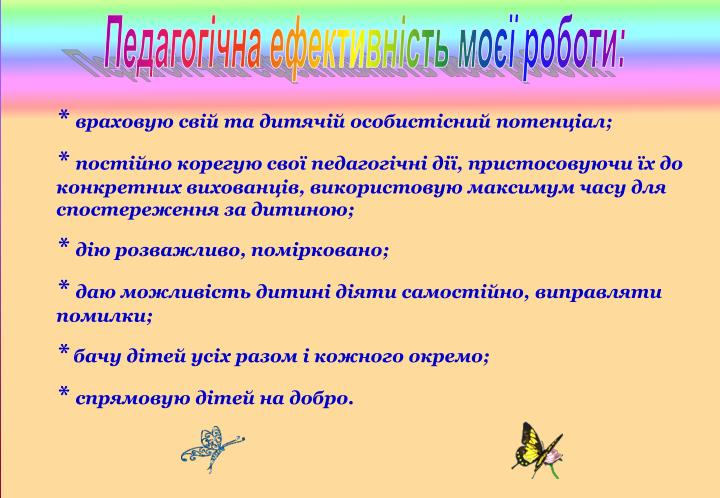 Педагогічна ефективність моєї роботи:
* враховую свій та дитячій особистісний потенціал;
* постійно корегую свої педагогічні дії, пристосовуючи їх до
конкретних вихованців, використовую максимум часу для
спостереження за дитиною;
* дію розважливо, помірковано;
* даю можливість дитині діяти самостійно, виправляти
помилки;
* бачу дітей усіх разом і кожного окремо;
* спрямовую дітей на добро.